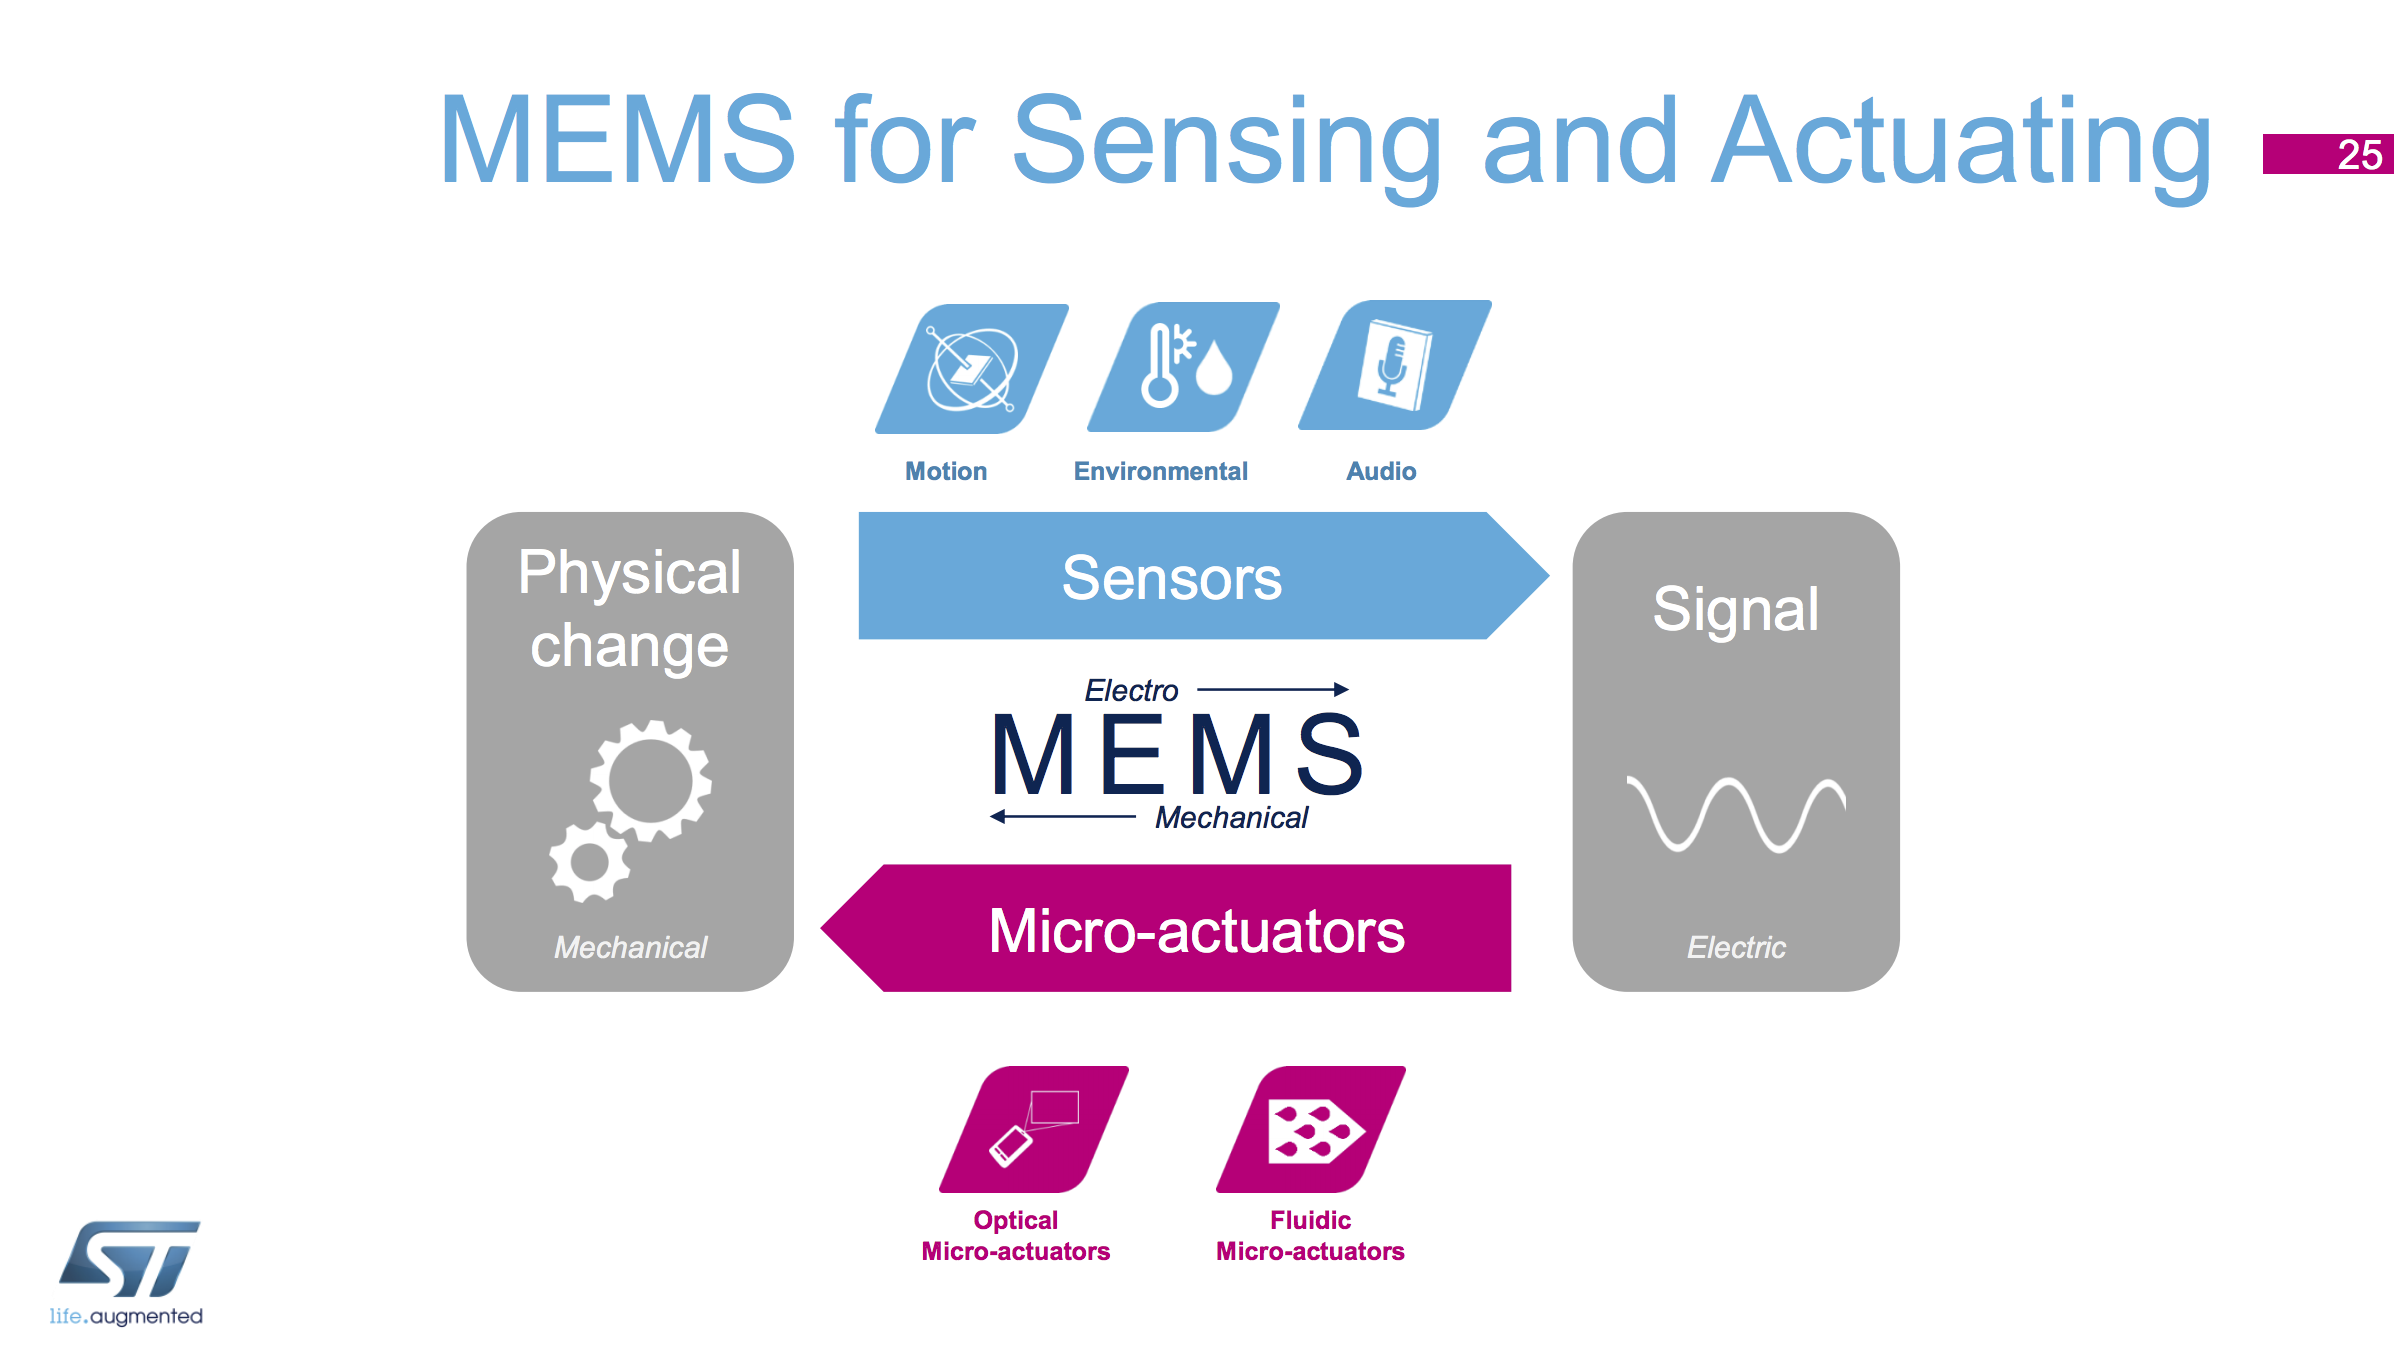 MEMS for Sensing and Actuating
25
Motion
Environmental
Audio
Physical
change
Mechanical
Sensors
Electro
MEMS
Mechanical
Micro-actuators
Signal
Electric
Optical
Micro-actuators
Fluidic
Micro-actuators
ST
life.augmented